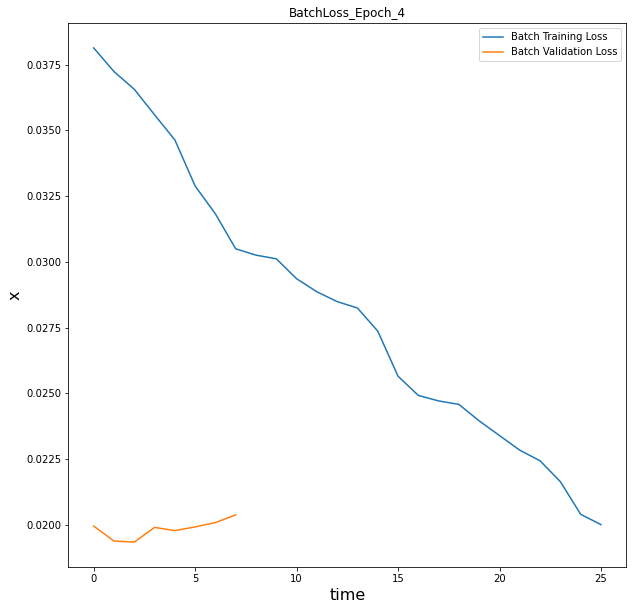 BatchLoss_Epoch_4
Batch Training Loss
Batch Validation Loss
0.0375
0.0350
0.0325
0.0300
0.0275
0.0250
0.0225
0.0200
x
0
5
10
15
20
25
time